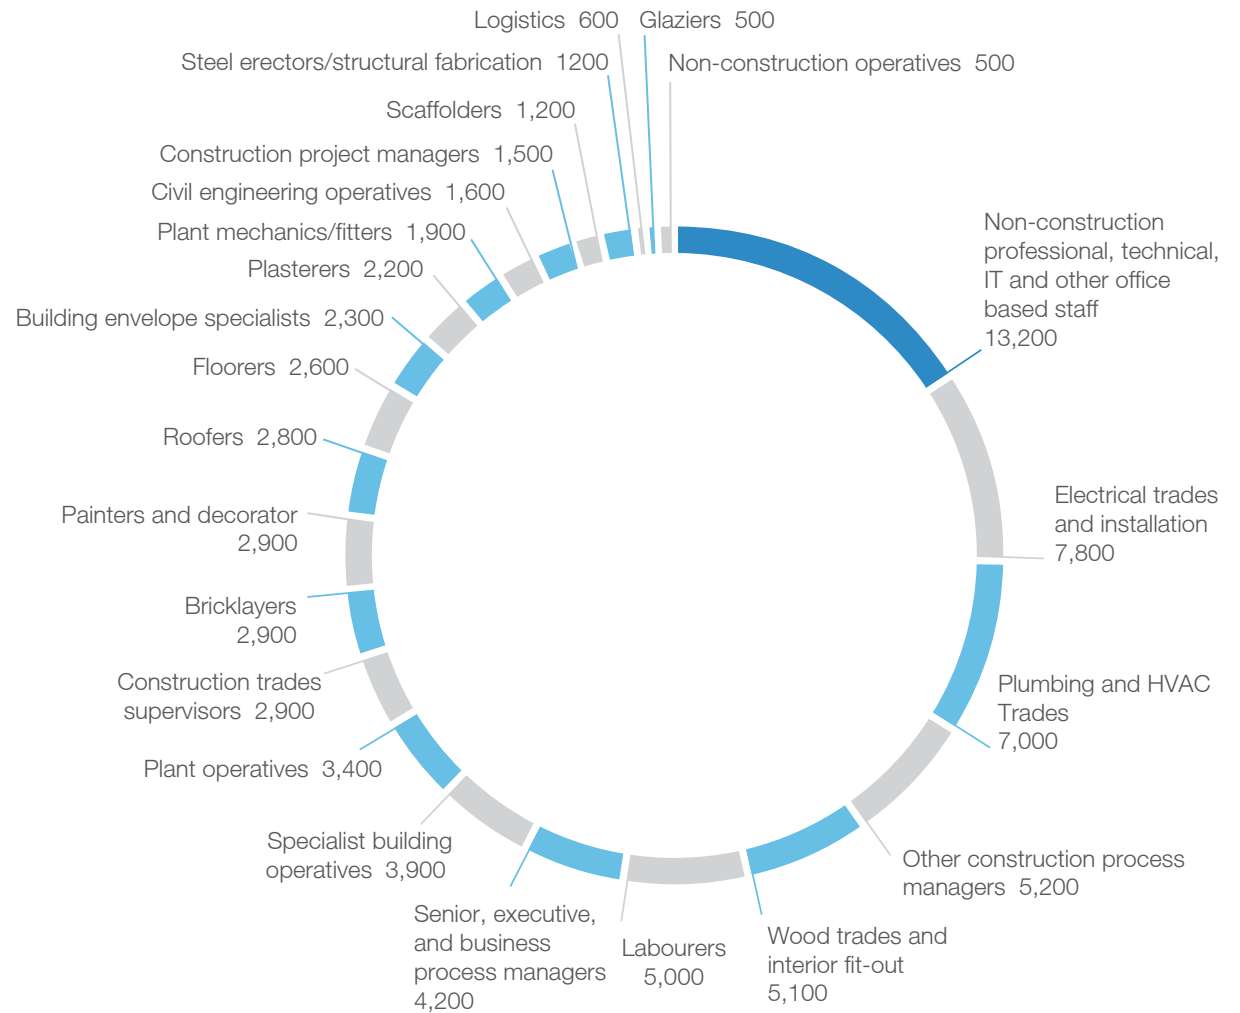 Logistics 600
Glaziers 500
Steel erectors/structural fabrication 1200
Non-construction operatives 500
Scaffolders 1,200
Construction project managers 1,500
Civil engineering operatives 1,600
Plant mechanics/fitters 1,900
Plasterers 2,200
Building envelope specialists 2,300
Floorers 2,600
Roofers 2,800
Painters and decorator
2,900
Bricklayers
2,900
Construction trades
supervisors 2,900
Plant operatives 3,400
Specialist building
operatives 3,900
Senior, executive,
and business
process managers
4,200
Labourers
5,000
Wood trades and
interior fit-out
5,100
Other construction process
managers 5,200
Plumbing and HVAC
Trades
7,000
Electrical trades
and installation
7,800
Non-construction
professional, technical,
IT and other office
based staff
13,200